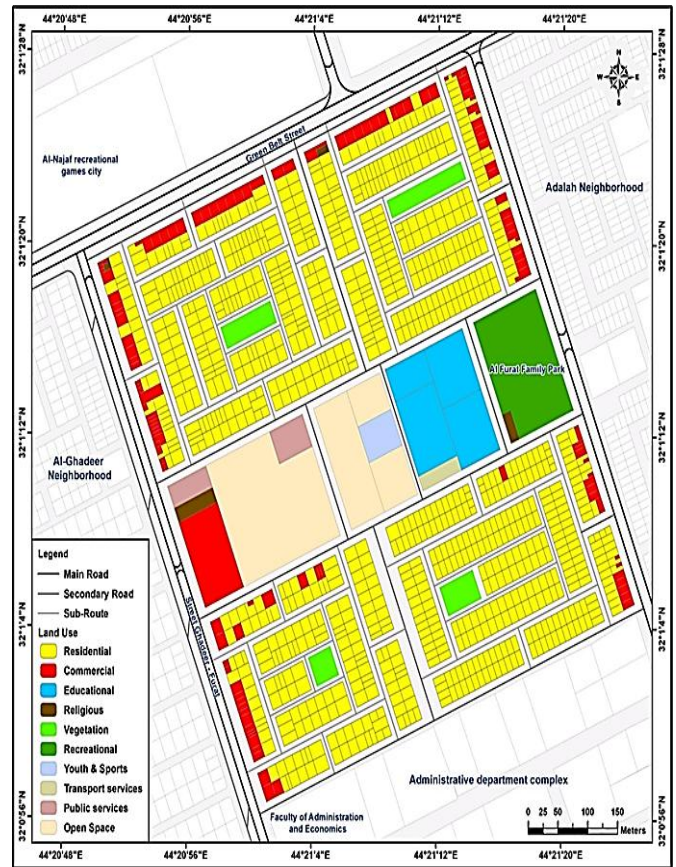 44°20'48"E 44°20'56"E 44°21'4"E 44°21'12"E 44°21'20"E
32°1'28"N
32°1'28"N
N
W E
S
Green Belt Street
Al-Najaf recreational
games city
Adalah Neighborhood
32°1'20"N
32°1'20"N
Al Furat Family Park
32°1'12"N
32°1'12"N
Al-Ghadeer
Neighborhood
Street Ghadeer - Furat
32°1'4"N
32°1'4"N
Legend
Main Road
Secondary Road
Sub-Route
Land Use
Residential
Commercial
Educational
Religious
Vegetation
Recreational
Youth & Sports
Transport services
Public services
Open Space
Administrative department complex
Faculty of Administration
and Economics
0 25 50 100 150
Meters
32°0'56"N
32°0'56"N
44°20'48"E 44°20'56"E 44°21'4"E 44°21'12"E 44°21'20"E